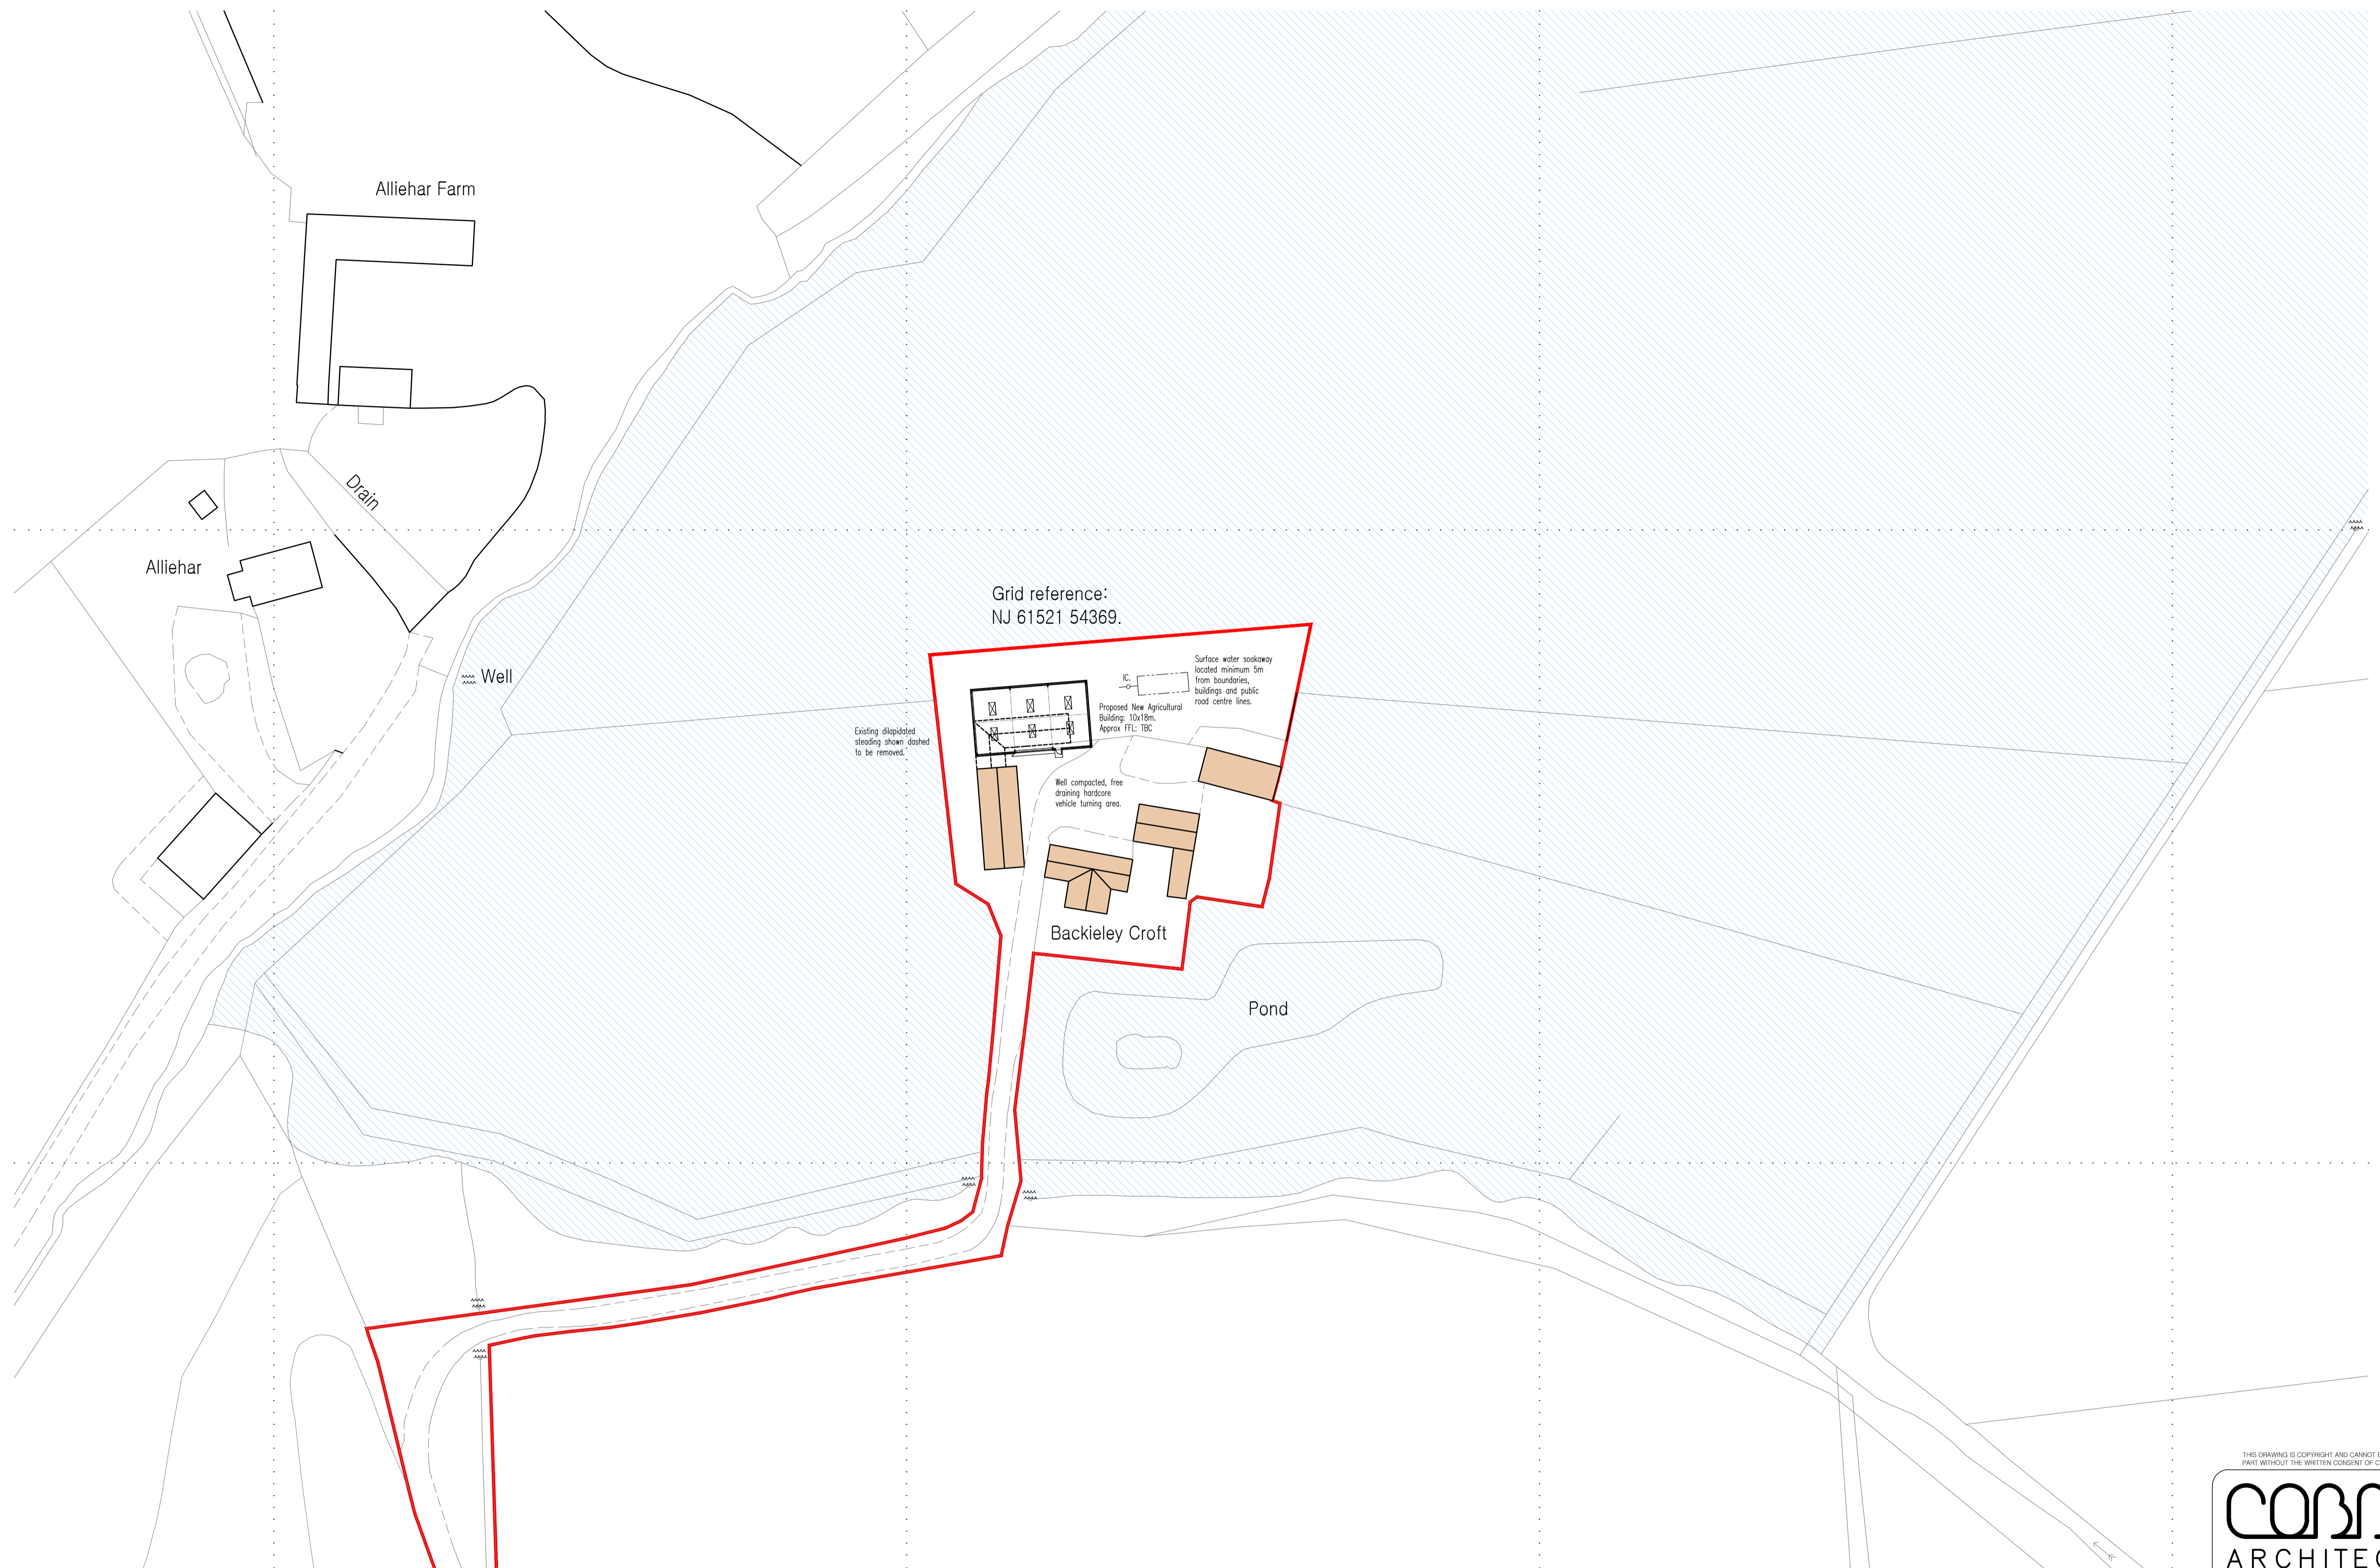 Alliehar Farm
Drain
Alliehar
Well
Grid reference:
NJ 61521 54369.
Surface water soakaway
located minimum 5m
from boundaries,
buildings and public
road centre lines.
IC.
Proposed New Agricultural
Building: 10x18m.
Approx FFL: TBC
Existing dilapidated
steading shown dashed
to be removed.
Well compacted, free
draining hardcore
vehicle turning area.
Backieley Croft
Pond
THIS DRAWING IS COPYRIGHT AND CANNOT
PART WITHOUT THE WRITTEN CONSENT OF